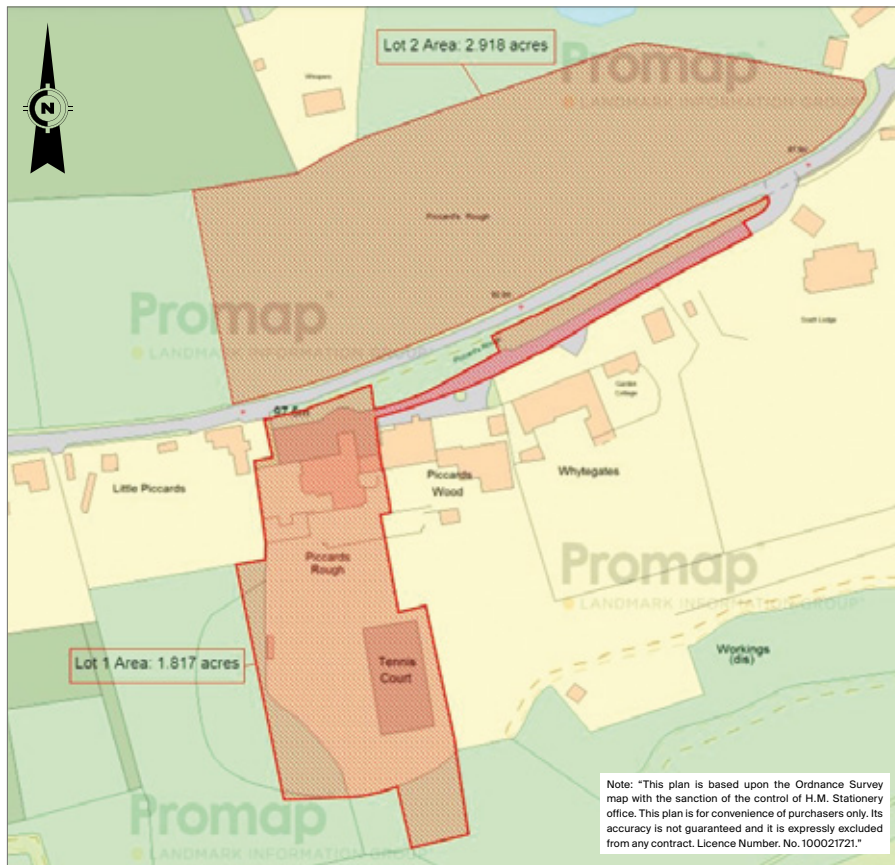 Lot 2 Area: 2.918 acres
Promap
LANDMARK INFORMATION GROUP
Whispers
N
Piccard's Rough
Promap
LANDMARK INFORMATION GROUP
Scott Lodge
Garden
Cottage
Little Piccards
Piccards
Wood
Whytegates
Piccards
Rough
Promap
LANDMARK INFORMATION GROUP
Lot 1 Area: 1.817 acres
Tennis
Court
Workings
(dis)
Promap
LANDMARK INFORMATION GROUP
Note: “This plan is based upon the Ordnance Survey
map with the sanction of the control of H.M. Stationery
office. This plan is for convenience of purchasers only. Its
accuracy is not guaranteed and it is expressly excluded
from any contract. Licence Number. No. 100021721.”